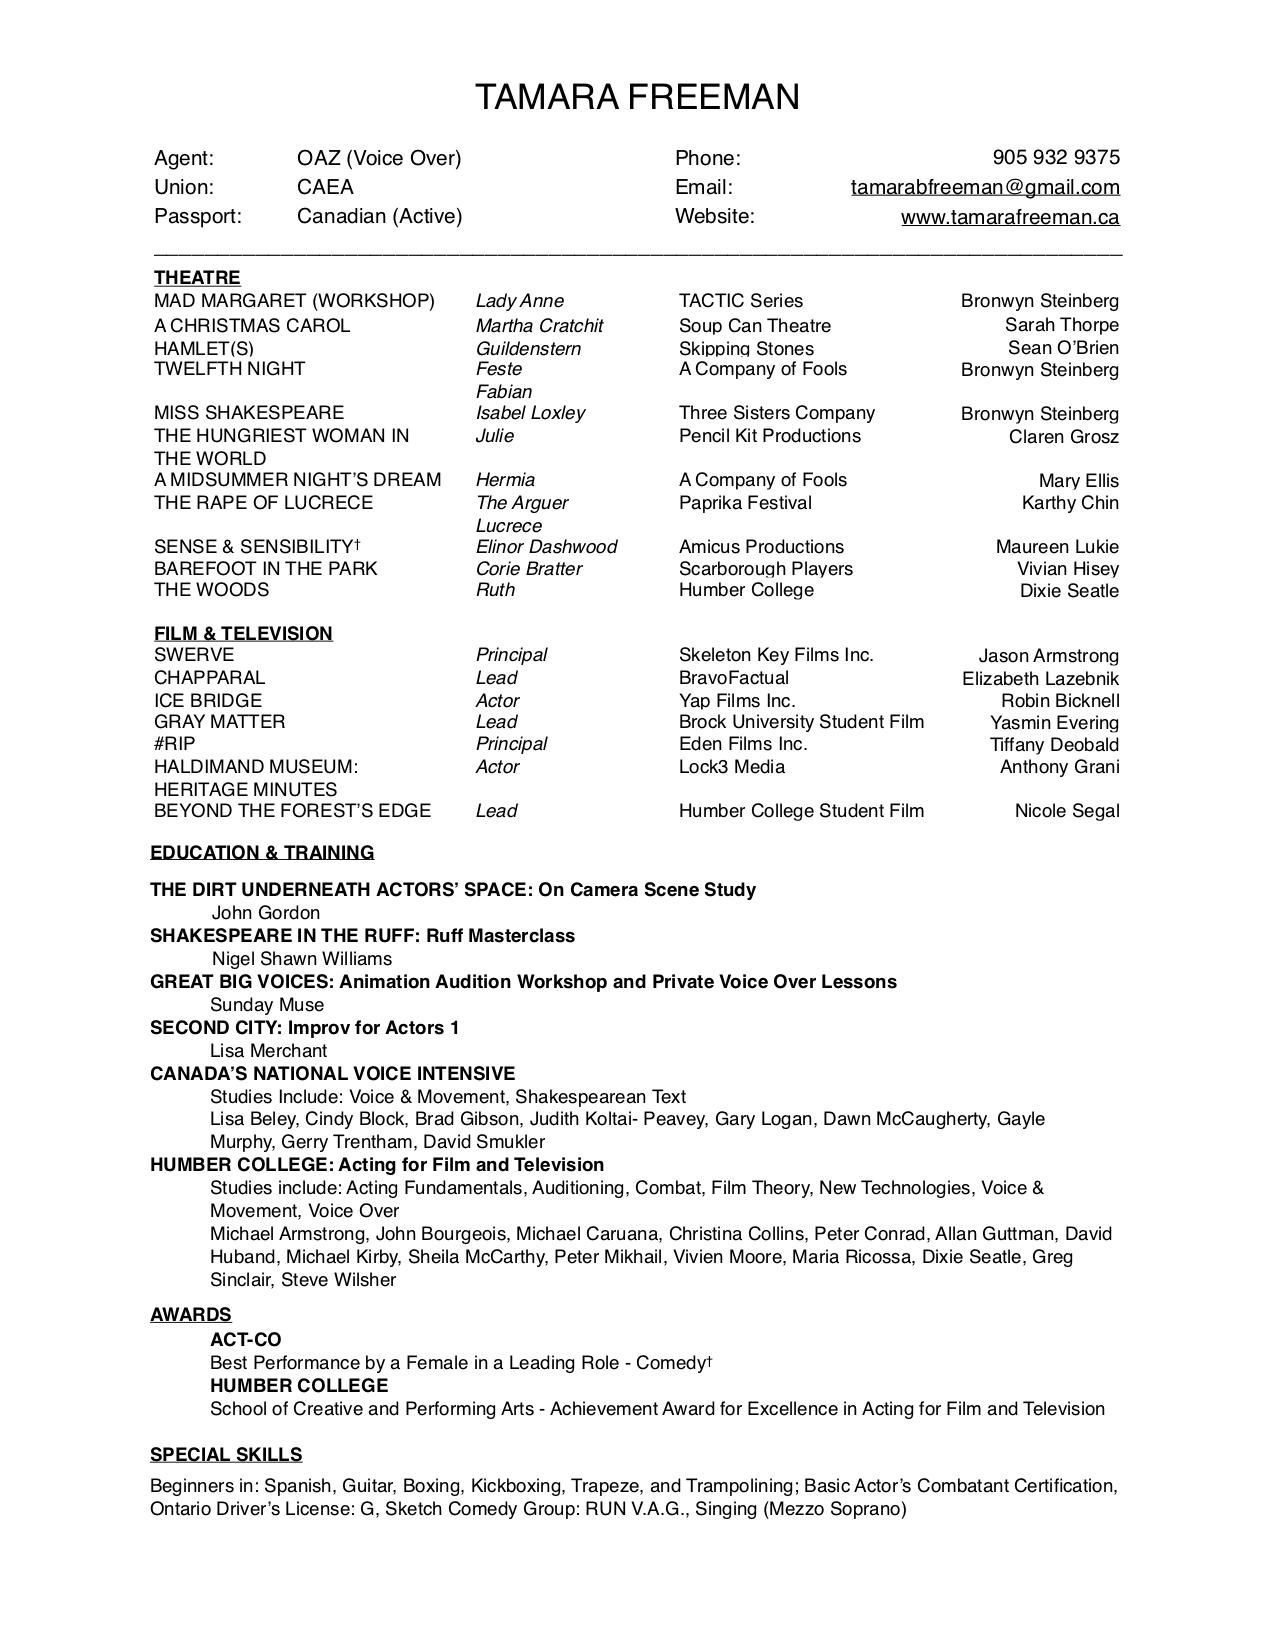 TAMARA FREEMAN
Agent: OAZ (Voice Over) Phone: 905 932 9375
Union: CAEA Email: tamarabfreeman@gmail.com
Passport: Canadian (Active) Website: www.tamarafreeman.ca
THEATRE
MAD MARGARET (WORKSHOP) Lady Anne TACTIC Series Bronwyn Steinberg
A CHRISTMAS CAROL Martha Cratchit Soup Can Theatre Sarah Thorpe
HAMLET(S) Guildenstern Skipping Stones Sean O’Brien
TWELFTH NIGHT Feste A Company of Fools Bronwyn Steinberg
Fabian
MISS SHAKESPEARE Isabel Loxley Three Sisters Company Bronwyn Steinberg
THE HUNGRIEST WOMAN IN Julie Pencil Kit Productions Claren Grosz
THE WORLD
A MIDSUMMER NIGHT’S DREAM Hermia A Company of Fools Mary Ellis
THE RAPE OF LUCRECE The Arguer Paprika Festival Karthy Chin
Lucrece
SENSE & SENSIBILITY† Elinor Dashwood Amicus Productions Maureen Lukie
BAREFOOT IN THE PARK Corie Bratter Scarborough Players Vivian Hisey
THE WOODS Ruth Humber College Dixie Seatle
FILM & TELEVISION
SWERVE Principal Skeleton Key Films Inc. Jason Armstrong
CHAPPARAL Lead BravoFactual Elizabeth Lazebnik
ICE BRIDGE Actor Yap Films Inc. Robin Bicknell
GRAY MATTER Lead Brock University Student Film Yasmin Evering
#RIP Principal Eden Films Inc. Tiffany Deobald
HALDIMAND MUSEUM: Actor Lock3 Media Anthony Grani
HERITAGE MINUTES
BEYOND THE FOREST’S EDGE Lead Humber College Student Film Nicole Segal
EDUCATION & TRAINING
THE DIRT UNDERNEATH ACTORS’ SPACE: On Camera Scene Study
John Gordon
SHAKESPEARE IN THE RUFF: Ruff Masterclass
Nigel Shawn Williams
GREAT BIG VOICES: Animation Audition Workshop and Private Voice Over Lessons
Sunday Muse
SECOND CITY: Improv for Actors 1
Lisa Merchant
CANADA’S NATIONAL VOICE INTENSIVE
Studies Include: Voice & Movement, Shakespearean Text
Lisa Beley, Cindy Block, Brad Gibson, Judith Koltai- Peavey, Gary Logan, Dawn McCaugherty, Gayle
Murphy, Gerry Trentham, David Smukler
HUMBER COLLEGE: Acting for Film and Television
Studies include: Acting Fundamentals, Auditioning, Combat, Film Theory, New Technologies, Voice &
Movement, Voice Over
Michael Armstrong, John Bourgeois, Michael Caruana, Christina Collins, Peter Conrad, Allan Guttman, David
Huband, Michael Kirby, Sheila McCarthy, Peter Mikhail, Vivien Moore, Maria Ricossa, Dixie Seatle, Greg
Sinclair, Steve Wilsher
AWARDS
ACT-CO
Best Performance by a Female in a Leading Role - Comedy†
HUMBER COLLEGE
School of Creative and Performing Arts - Achievement Award for Excellence in Acting for Film and Television
SPECIAL SKILLS
Beginners in: Spanish, Guitar, Boxing, Kickboxing, Trapeze, and Trampolining; Basic Actor’s Combatant Certification,
Ontario Driver’s License: G, Sketch Comedy Group: RUN V.A.G., Singing (Mezzo Soprano)